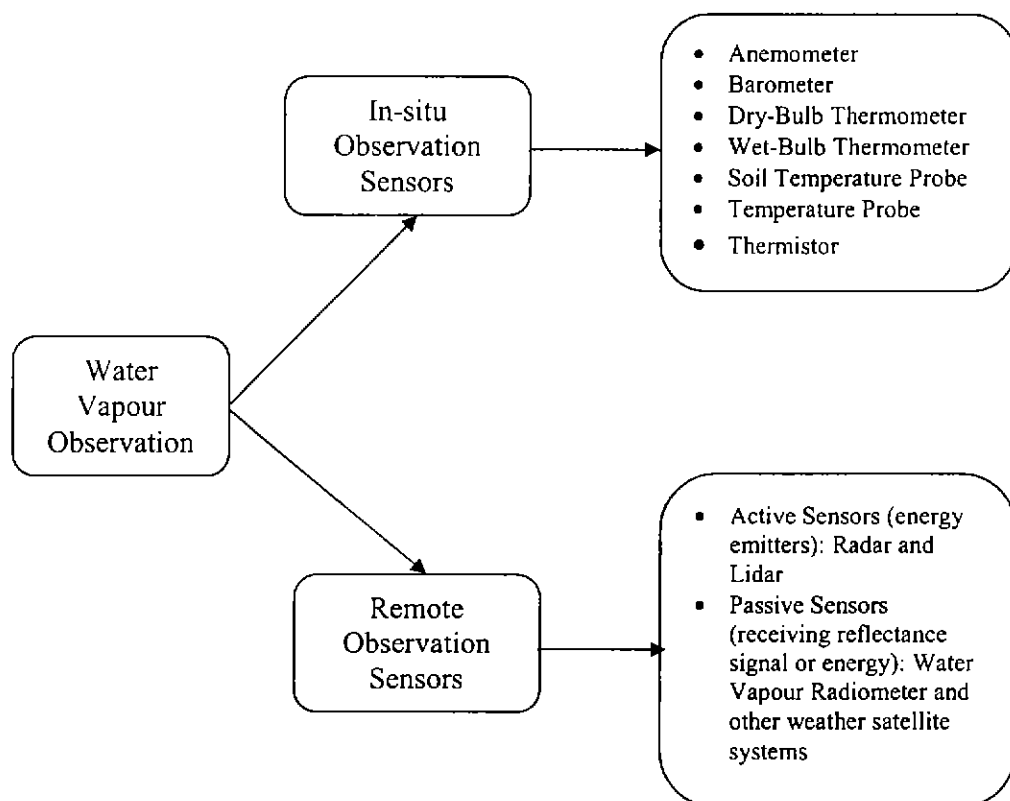 In-situ
Observation
Sensors
• Anemometer
• Barometer
• Dry-Bulb Thermometer
• Wet-Bulb Thermometer
• Soil Temperature Probe
• Temperature Probe
• Thermistor
Water
Vapour
Observation
Remote
Observation
Sensors
• Active Sensors (energy
emitters): Radar and
Lidar
• Passive Sensors
(receiving reflectance
signal or energy): Water
Vapour Radiometer and
other weather satellite
systems